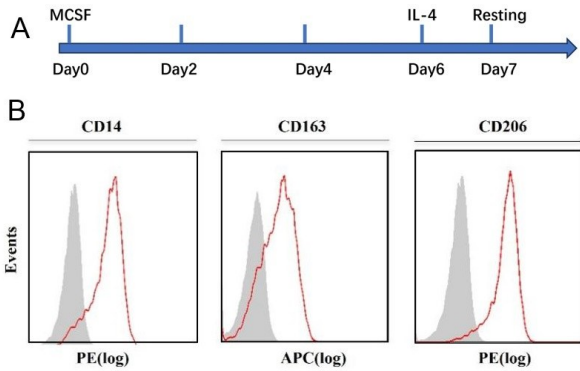 A
MCSF IL-4 Resting
Day0 Day2 Day4 Day6 Day7
B
CD14 CD163 CD206
Events
PE(log) APC(log) PE(log)